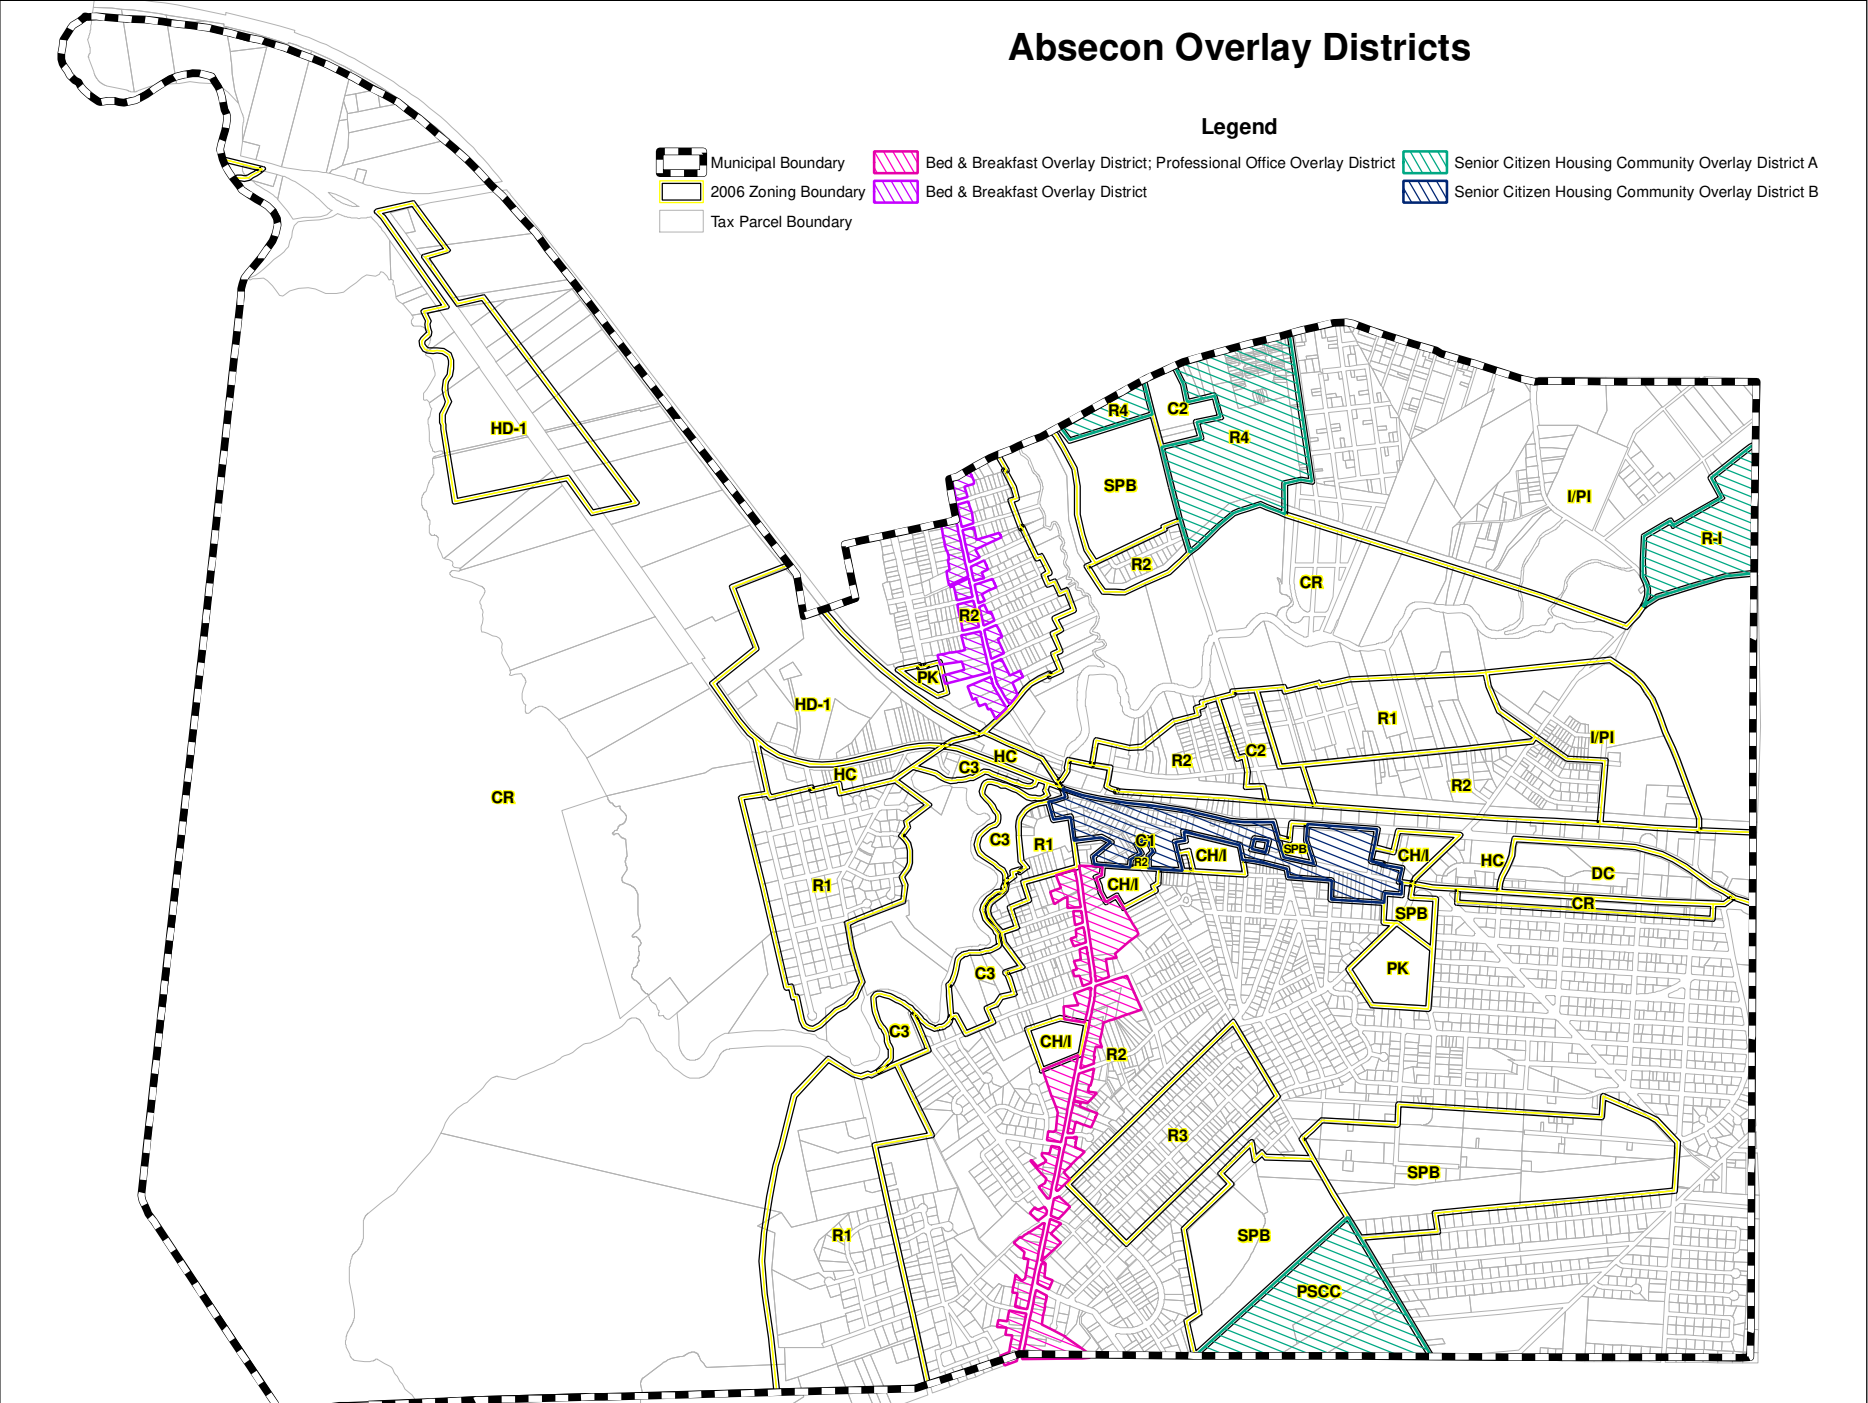 Absecon Overlay Districts
Legend
Municipal Boundary
Bed & Breakfast Overlay District; Professional Office Overlay District
Senior Citizen Housing Community Overlay District A
2006 Zoning Boundary
Bed & Breakfast Overlay District
Senior Citizen Housing Community Overlay District B
Tax Parcel Boundary
R4
C2
HD-1
R4
SPB
I/PI
R-I
R2
CR
R2
PK
HD-1
R1
I/PI
HC
C2
R2
C3
HC
R2
CR
C3
R1
C1
SPB
CH/I
CH/I
HC
R2
DC
R1
CH/I
CR
SPB
PK
C3
C3
CH/I
R2
R3
SPB
R1
SPB
PSCC